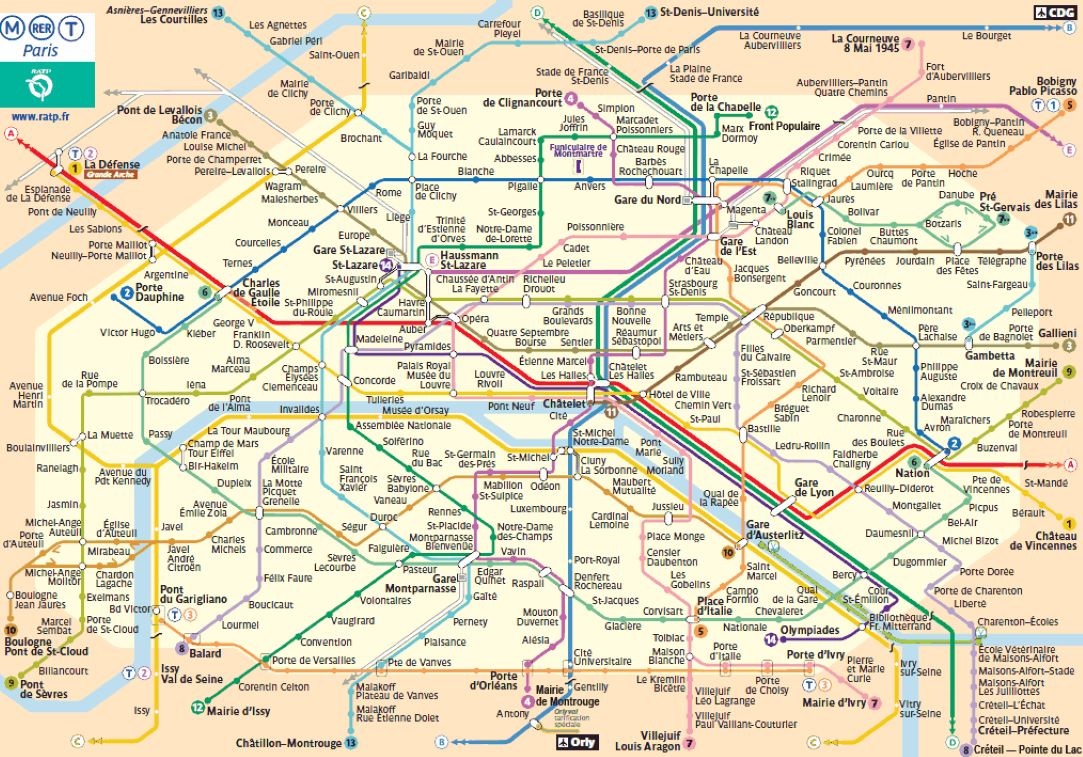 M RER T
Paris
RATP
www.ratp.fr
Asnières–Gennevilliers
Les Courtilles
13
Les Agnettes
Gabriel Péri
Mairie
de Clichy
Saint-Ouen
Porte
de Clichy
Brochant
C
D
Carrefour
Pleyel
Mairie
de St-Ouen
Garibaldi
Porte
de St-Ouen
Guy
Môquet
La Fourche
Place
de Clichy
Basilique
de St-Denis
13 St-Denis–Université
St-Denis–Porte de Paris
Stade de France
St-Denis
La Plaine
Stade de France
La Courneuve
Aubervilliers
Le Bourget
CDG
B
La Courneuve
8 Mai 1945
7
Fort
d'Aubervilliers
Aubervilliers–Pantin
Quatre Chemins
Pantin
Bobigny
Pablo Picasso
T 1 5
Bobigny–Pantin
R. Queneau
Église de Pantin
Porte de la Villette
Corentin Cariou
Crimée
Riquet
Stalingrad
E
Ourcq
Laumière
Porte
de Pantin
Hoche
Porte
de Clignancourt
4
Simplon
Jules
Joffrin
Marcadet
Poissonniers
Porte
de la Chapelle
12
Front Populaire
Marx
Dormoy
Lamarck
Caulaincourt
Abbesses
Funiculaire de
Montmartre
Château Rouge
Barbès
Rochechouart
La
Chapelle
Pont de Levallois
Bécon
3
Anatole France
Louise Michel
Porte de Champerret
Pereire–Levallois
Pereire
Wagram
Malesherbes
Monceau
Courcelles
Ternes
A
T 2
1
La Défense
Grande Arche
Esplanade
de La Défense
Pont de Neuilly
Les Sablons
Porte Maillot
Neuilly–Porte Maillot
Argentine
Avenue Foch
2 Porte
Dauphine
6
Charles
de Gaulle
Étoile
Victor Hugo
Kléber
Rome
Villiers
Europe
Liège
Blanche
Pigalle
Anvers
St-Georges
Notre-Dame
de-Lorette
Trinité
d'Estienne
d'Orves
Gare St-Lazare
St-Lazare
14
E
Haussmann
St-Lazare
St-Augustin
Miromesnil
St-Philippe
du-Roule
Havre
Caumartin
Auber
Opéra
Chaussée d'Antin
La Fayette
Richelieu
Drouot
Le Peletier
Cadet
Poissonnière
Gare du Nord
Magenta
Gare
de l'Est
Château
Landon
Louis
Blanc
7bis
Jaurès
Bolivar
Buttes
Chaumont
Botzaris
Danube
Pré
St-Gervais
7bis
Mairie
des Lilas
11
3bis
Porte
des Lilas
Place
des Fêtes
Télégraphe
Jourdain
Pyrénées
Belleville
Colonel
Fabien
Goncourt
Jacques
Bonsergent
Château
d'Eau
Strasbourg
St-Denis
Bonne
Nouvelle
Grands
Boulevards
Quatre Septembre
Bourse
Sentier
Réaumur
Sébastopol
Arts et
Métiers
Temple
République
Oberkampf
Parmentier
Couronnes
Ménilmontant
Père
Lachaise
Rue
St-Maur
Saint-Fargeau
Pelleport
3bis
Gambetta
Porte
de Bagnolet
Gallieni
3
Mairie
de Montreuil
9
Croix de Chavaux
Robespierre
Porte
de Montreuil
Maraîchers
Buzenval
Avron
Alexandre
Dumas
Philippe
Auguste
2
6
Nation
A
George V
Franklin
D. Roosevelt
Alma
Marceau
Iéna
Boissière
Trocadéro
Rue
de la Pompe
Avenue
Henri
Martin
Passy
La Muette
Boulainvilliers
Ranelagh
Jasmin
Avenue du
Pdt Kennedy
Michel-Ange
Auteuil
Porte
d'Auteuil
Église
d'Auteuil
Mirabeau
Javel
Javel
André
Citroën
Michel-Ange
Molitor
Chardon
Lagache
Exelmans
Porte
de St-Cloud
Boulogne
Jean Jaurès
10
Boulogne
Pont de St-Cloud
Marcel
Sembat
Billancourt
9 Pont
de Sèvres
Pont
de l'Alma
La Tour Maubourg
Champ de Mars
Tour Eiffel
Bir-Hakeim
Dupleix
École
Militaire
La Motte
Picquet
Grenelle
Avenue
Émile Zola
Charles
Michels
Cambronne
Commerce
Félix Faure
Boucicaut
Lourmel
8 Balard
Sèvres
Lecourbe
Ségur
Pasteur
Volontaires
Vaugirard
Convention
Porte de Versailles
Corentin Celton
12 Mairie d'Issy
Pont
du Garigliano
Bd Victor
T 3
Issy
Val de Seine
T 2
Issy
C
Champs
Élysées
Clemenceau
Madeleine
Concorde
Pyramides
Palais Royal
Musée du
Louvre
Tuileries
Louvre
Rivoli
Pont Neuf
Musée d'Orsay
Assemblée Nationale
Invalides
Varenne
Saint
François
Xavier
Solférino
Rue
du Bac
Sèvres
Babylone
Vaneau
Duroc
Falguière
St-Germain
des-Prés
Mabillon
St-Sulpice
Rennes
St-Placide
Montparnasse
Bienvenüe
Notre-Dame
des-Champs
Gare
Montparnasse
Vavin
Edgar
Quinet
Gaîté
Raspail
Pernety
Plaisance
Pte de Vanves
Malakoff
Plateau de Vanves
Malakoff
Rue Étienne Dolet
Châtillon–Montrouge 13
Étienne Marcel
Les Halles
Châtelet
Les Halles
Châtelet
11
Cité
St-Michel
Notre-Dame
St-Michel
Odéon
Cluny
La Sorbonne
Maubert
Mutualité
Luxembourg
Port-Royal
Denfert
Rochereau
Mouton
Duvernet
Alésia
Porte
d'Orléans
4 Mairie
de Montrouge
St-Jacques
Glacière
Cité
Universitaire
Gentilly
Antony
Orlyval
tarification
spéciale
Orly
B
Hôtel de Ville
Rambuteau
Filles
du Calvaire
St-Sébastien
Froissart
Chemin Vert
St-Paul
Richard
Lenoir
Bréguet
Sabin
Bastille
St-Ambroise
Voltaire
Charonne
Rue
des Boulets
Ledru-Rollin
Faidherbe
Chaligny
Reuilly–Diderot
Pont
Marie
Sully
Morland
Cardinal
Lemoine
Jussieu
Quai de
la Rapée
Gare
de Lyon
Place Monge
Censier
Daubenton
Les
Gobelins
10
Gare
d'Austerlitz
Saint
Marcel
Campo
Formio
Place
d'Italie
5
Corvisart
Tolbiac
Maison
Blanche
Nationale
Chevaleret
Quai
de la Gare
Bercy
Cour
St-Émilion
Bibliothèque
Fr. Mitterrand
14 Olympiades
Le Kremlin
Bicêtre
Villejuif
Léo Lagrange
Villejuif
Paul Vaillant-Couturier
Villejuif
Louis Aragon 7
Porte
d'Italie
Porte
de Choisy
Porte d'Ivry
T 3
Pierre
et Marie
Curie
Mairie d'Ivry 7
Ivry
sur-Seine
Vitry
sur-Seine
C
D
Montgallet
Daumesnil
Dugommier
Bel-Air
Picpus
Michel Bizot
Pte de
Vincennes
St-Mandé
Bérault
1
Château
de Vincennes
Porte Dorée
Porte de Charenton
Liberté
Charenton–Écoles
École Vétérinaire
de Maisons-Alfort
Maisons-Alfort–Stade
Maisons-Alfort
Les Juilliottes
Créteil–L'Échat
Créteil–Université
Créteil–Préfecture
8 Créteil — Pointe du Lac